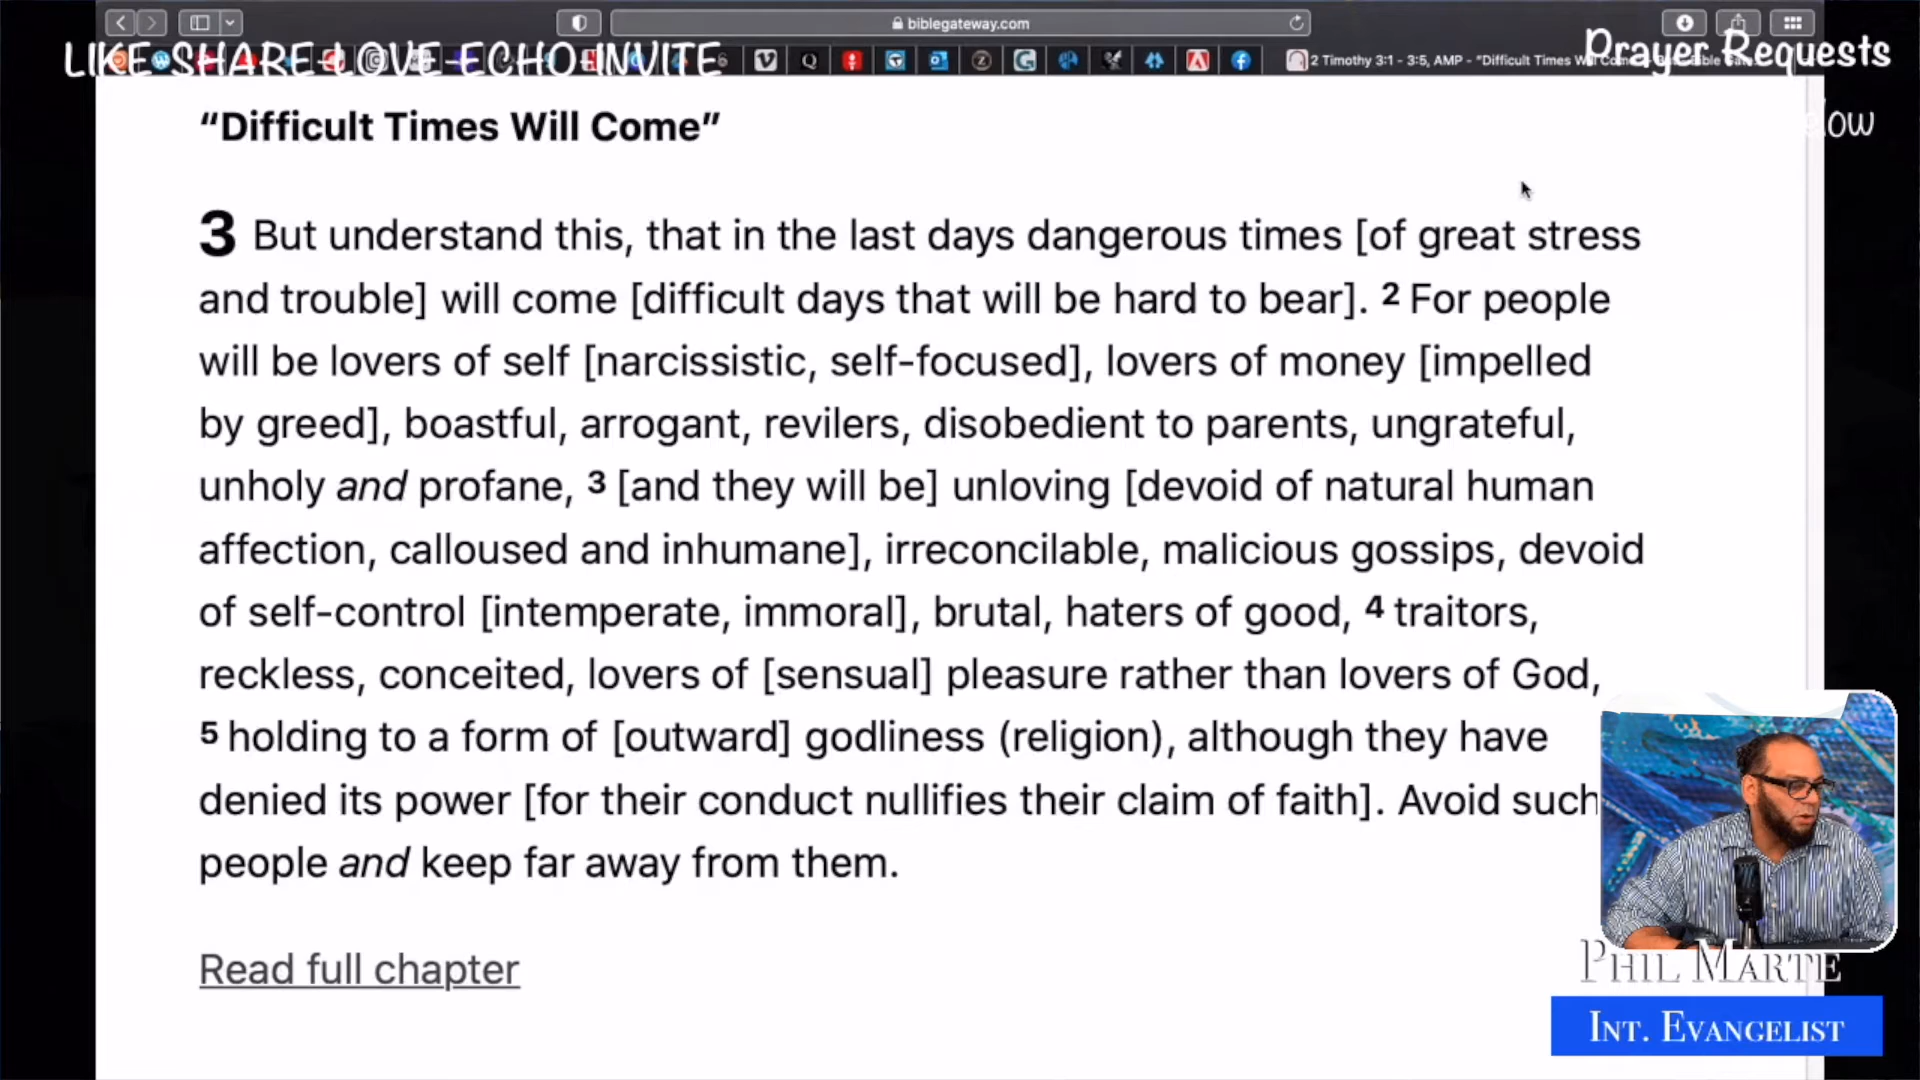 biblegateway.com
LIKE-SHARE-LOVE-ECHO-INVITE
Prayer Requests
2 Timothy 3:1 - 3:5, AMP - “Difficult Times
“Difficult Times Will Come”
3 But understand this, that in the last days dangerous times [of great stress
and trouble] will come [difficult days that will be hard to bear]. 2 For people
will be lovers of self [narcissistic, self-focused], lovers of money [impelled
by greed], boastful, arrogant, revilers, disobedient to parents, ungrateful,
unholy and profane, 3 [and they will be] unloving [devoid of natural human
affection, calloused and inhumane], irreconcilable, malicious gossips, devoid
of self-control [intemperate, immoral], brutal, haters of good, 4 traitors,
reckless, conceited, lovers of [sensual] pleasure rather than lovers of God,
5 holding to a form of [outward] godliness (religion), although they have
denied its power [for their conduct nullifies their claim of faith]. Avoid such
people and keep far away from them.
Read full chapter
PHIL MARTE
INT. EVANGELIST